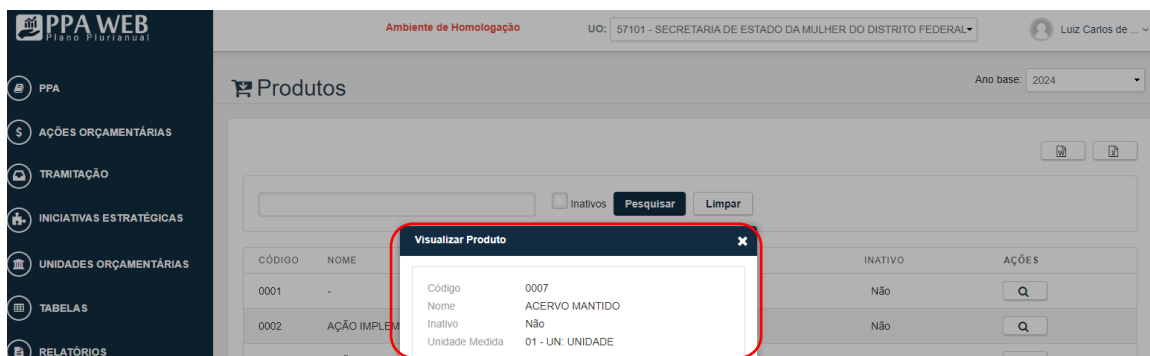 PPA WEB
Plano Plurianual
Ambiente de Homologação
UO: 57101 - SECRETARIA DE ESTADO DA MULHER DO DISTRITO FEDERAL
Luiz Carlos de ...
PPA
AÇÕES ORÇAMENTÁRIAS
TRAMITAÇÃO
INICIATIVAS ESTRATÉGICAS
UNIDADES ORÇAMENTÁRIAS
TABELAS
RELATÓRIOS
Produtos
Ano base: 2024
Inativos Pesquisar Limpar
CÓDIGO NOME INATIVO AÇÕES
0001 - Não
0002 AÇÃO IMPLEM Não
Visualizar Produto
Código 0007
Nome ACERVO MANTIDO
Inativo Não
Unidade Medida 01 - UN: UNIDADE